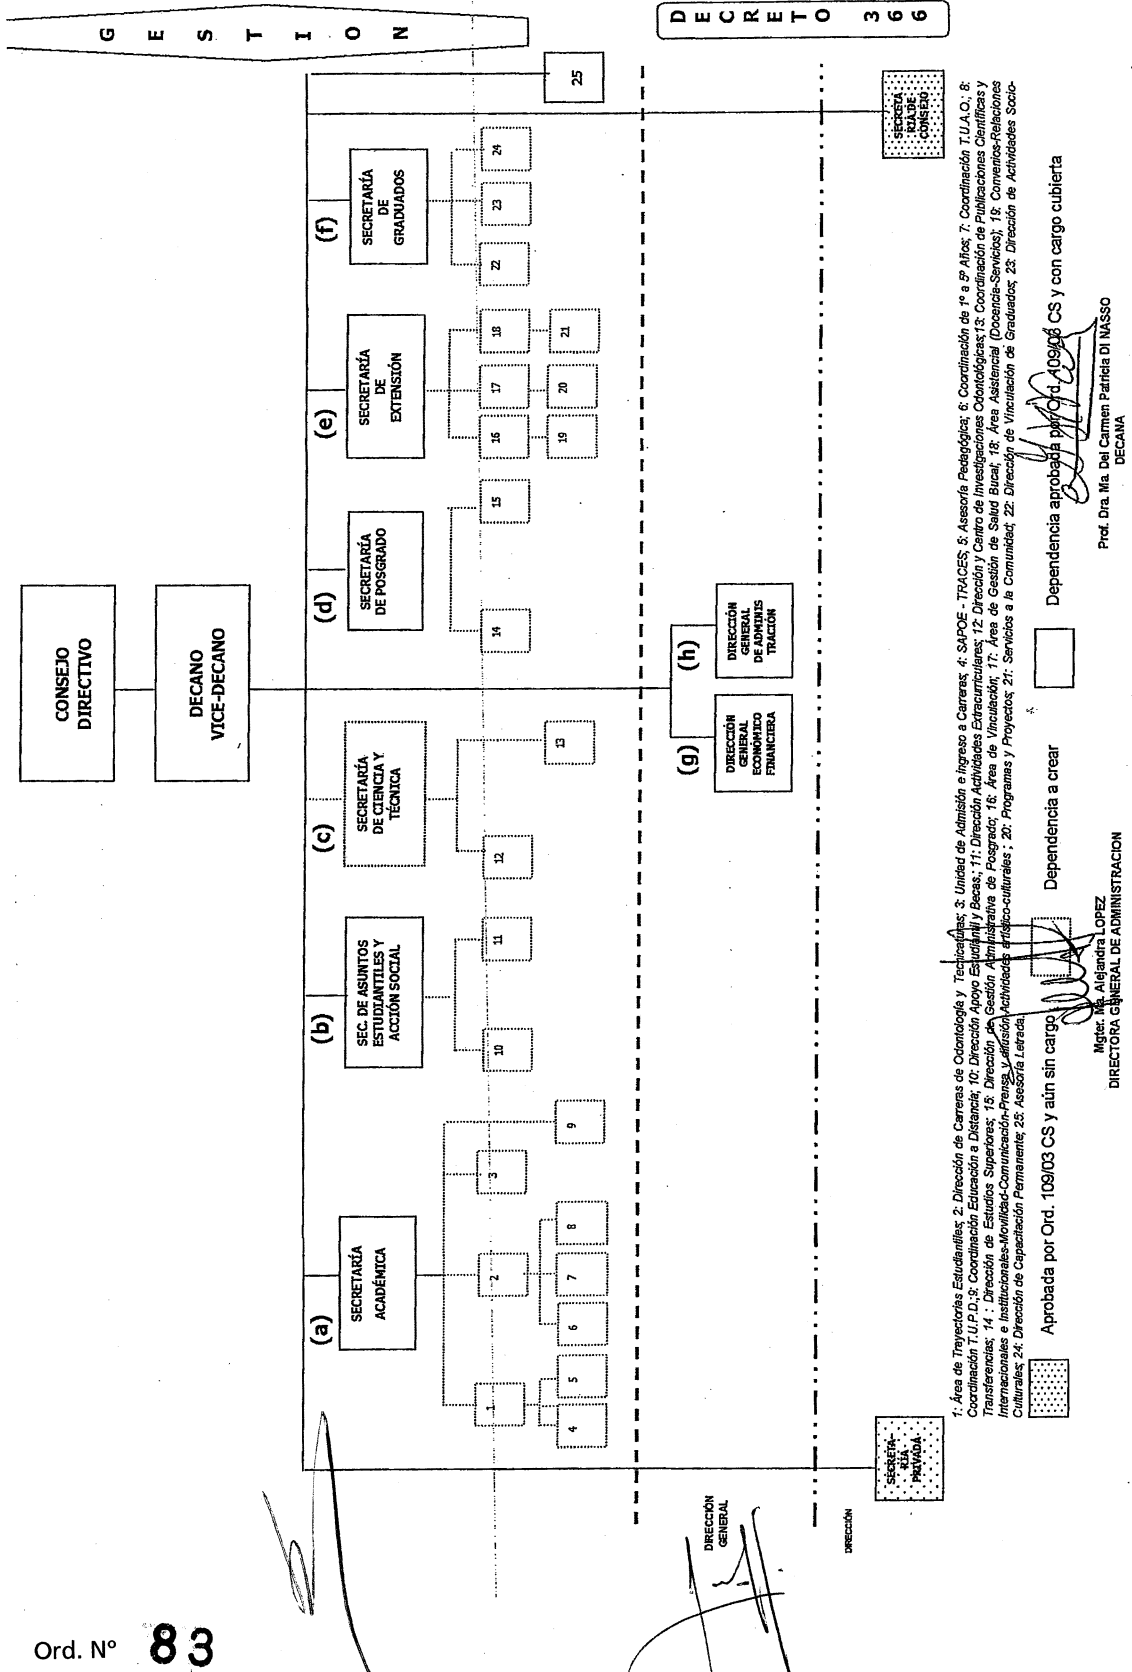 Ord. Nº 83
G E S T I O N
DECRETO 366
CONSEJO
DIRECTIVO
DECANO
VICE-DECANO
(a)
SECRETARÍA
ACADÉMICA
(b)
SEC. DE ASUNTOS
ESTUDIANTILES Y
ACCIÓN SOCIAL
(c)
SECRETARÍA
DE CIENCIA Y
TÉCNICA
(d)
SECRETARÍA
DE POSGRADO
(e)
SECRETARÍA
DE
EXTENSIÓN
(f)
SECRETARÍA
DE
GRADUADOS
25
1
2
3
10
11
12
14
15
16
17
18
22
23
24
4
5
6
7
8
9
13
19
20
21
DIRECCIÓN
GENERAL
(g)
DIRECCIÓN
GENERAL
ECONÓMICO
FINANCIERA
(h)
DIRECCIÓN
GENERAL
DE ADMINIS
TRACIÓN
DIRECCIÓN
SECRETA-
RÍA
PRIVADA
SECRETA
RÍA DE
CONSEJO
1: Área de Trayectorias Estudiantiles; 2: Dirección de Carreras de Odontología y Tecnicaturas; 3: Unidad de Admisión e Ingreso a Carreras; 4: SAPOE - TRACES; 5: Asesoría Pedagógica; 6: Coordinación de 1º a 5º Años; 7: Coordinación T.U.A.O.; 8:
Coordinación T.U.P.D.;9: Coordinación Educación a Distancia; 10: Dirección Apoyo Estudiantil y Becas.; 11: Dirección Actividades Extracurriculares; 12: Dirección y Centro de Investigaciones Odontológicas;13: Coordinación de Publicaciones Científicas y
Transferencias; 14 : Dirección de Estudios Superiores; 15: Dirección de Gestión Administrativa de Posgrado; 16: Área de Vinculación; 17: Área de Gestión de Salud Bucal; 18: Área Asistencial (Docencia-Servicios); 19: Convenios-Relaciones
Internacionales e Institucionales-Movilidad-Comunicación-Prensa y difusión-Actividades artístico-culturales ; 20: Programas y Proyectos; 21: Servicios a la Comunidad; 22: Dirección de Vinculación de Graduados; 23: Dirección de Actividades Socio-
Culturales; 24: Dirección de Capacitación Permanente; 25: Asesoría Letrada.
Aprobada por Ord. 109/03 CS y aún sin cargo
Dependencia a crear
Dependencia aprobada por Ord. 109/03 CS y con cargo cubierta
Mgter. Ma. Alejandra LOPEZ
DIRECTORA GENERAL DE ADMINISTRACION
Prof. Dra. Ma. Del Carmen Patricia DI NASSO
DECANA